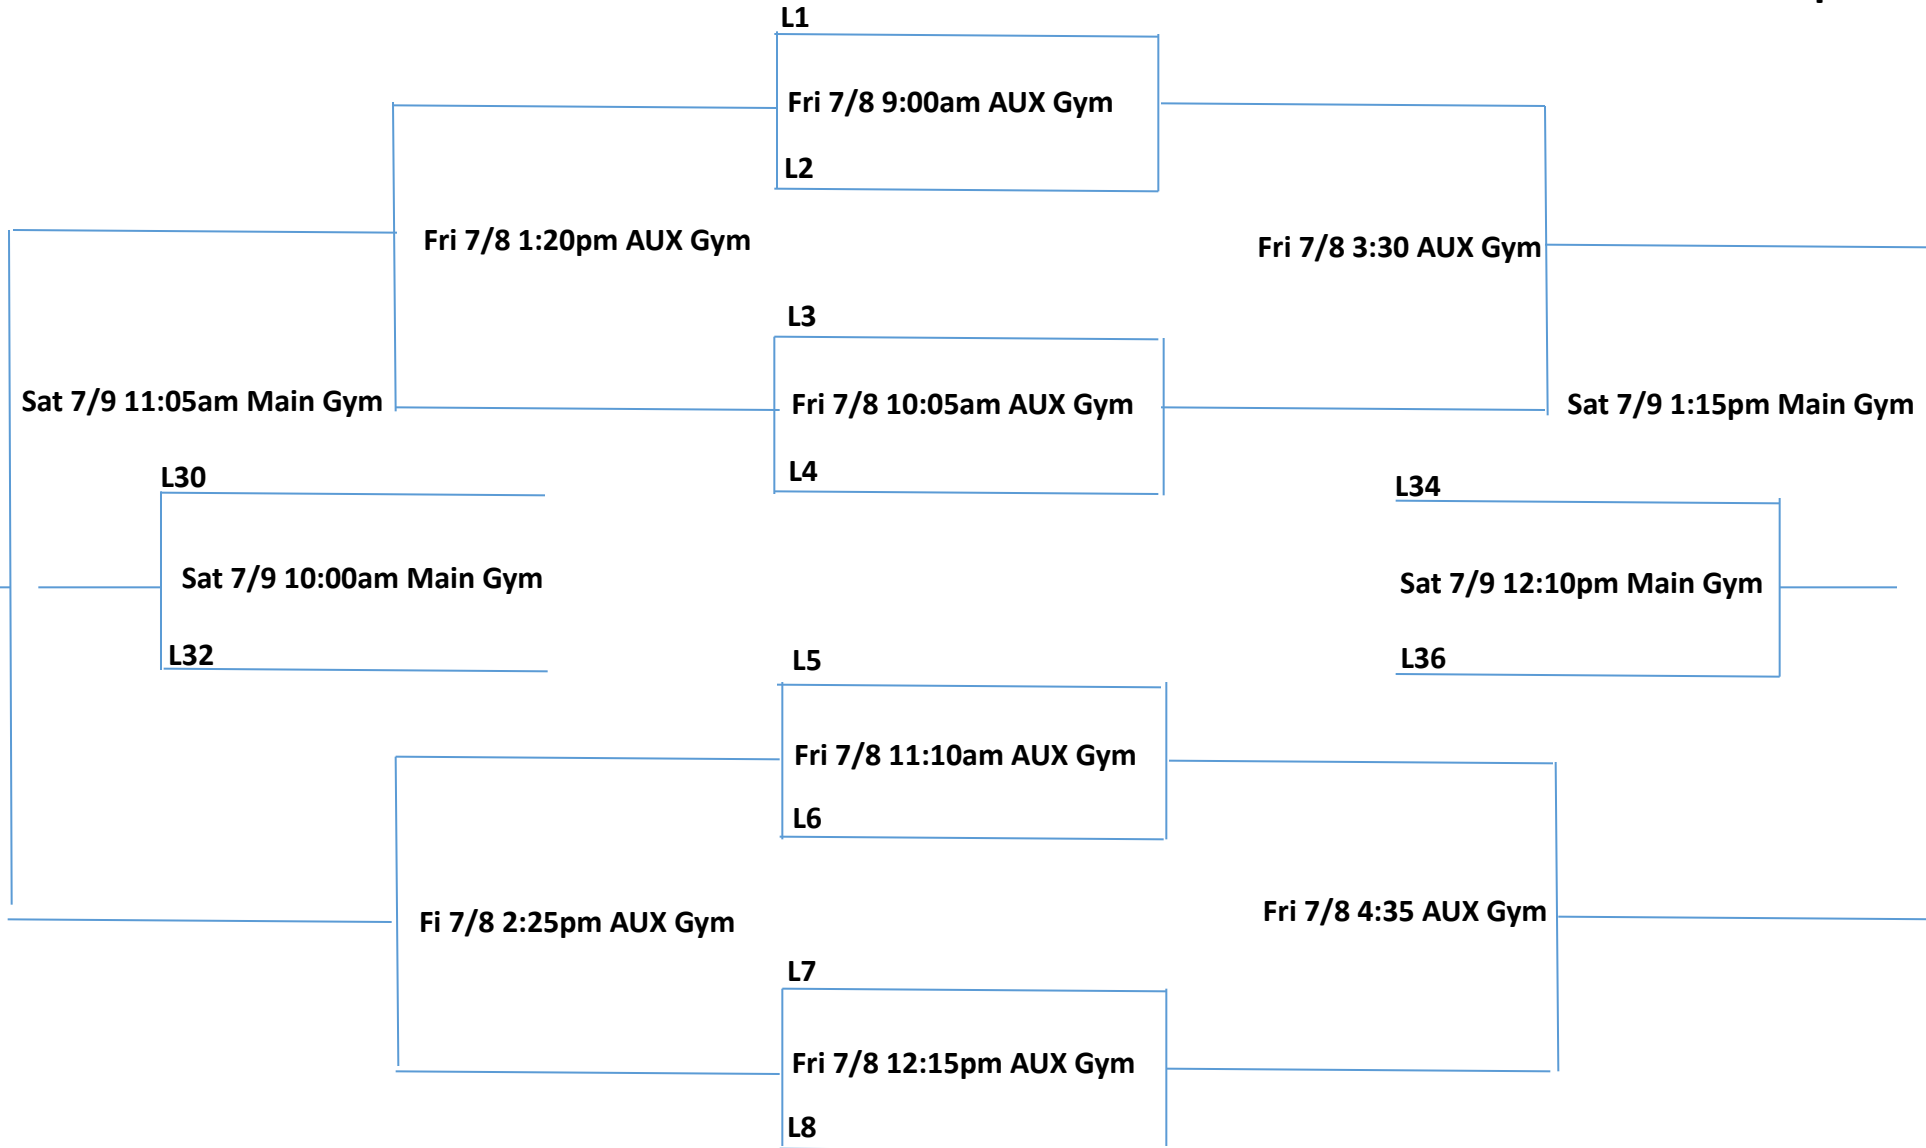 L1
Fri 7/8 9:00am AUX Gym
L2
Fri 7/8 1:20pm AUX Gym
Fri 7/8 3:30 AUX Gym
L3
Sat 7/9 11:05am Main Gym
Fri 7/8 10:05am AUX Gym
Sat 7/9 1:15pm Main Gym
L4
L30
L34
Sat 7/9 10:00am Main Gym
Sat 7/9 12:10pm Main Gym
L32
L5
L36
Fri 7/8 11:10am AUX Gym
L6
Fi 7/8 2:25pm AUX Gym
Fri 7/8 4:35 AUX Gym
L7
Fri 7/8 12:15pm AUX Gym
L8